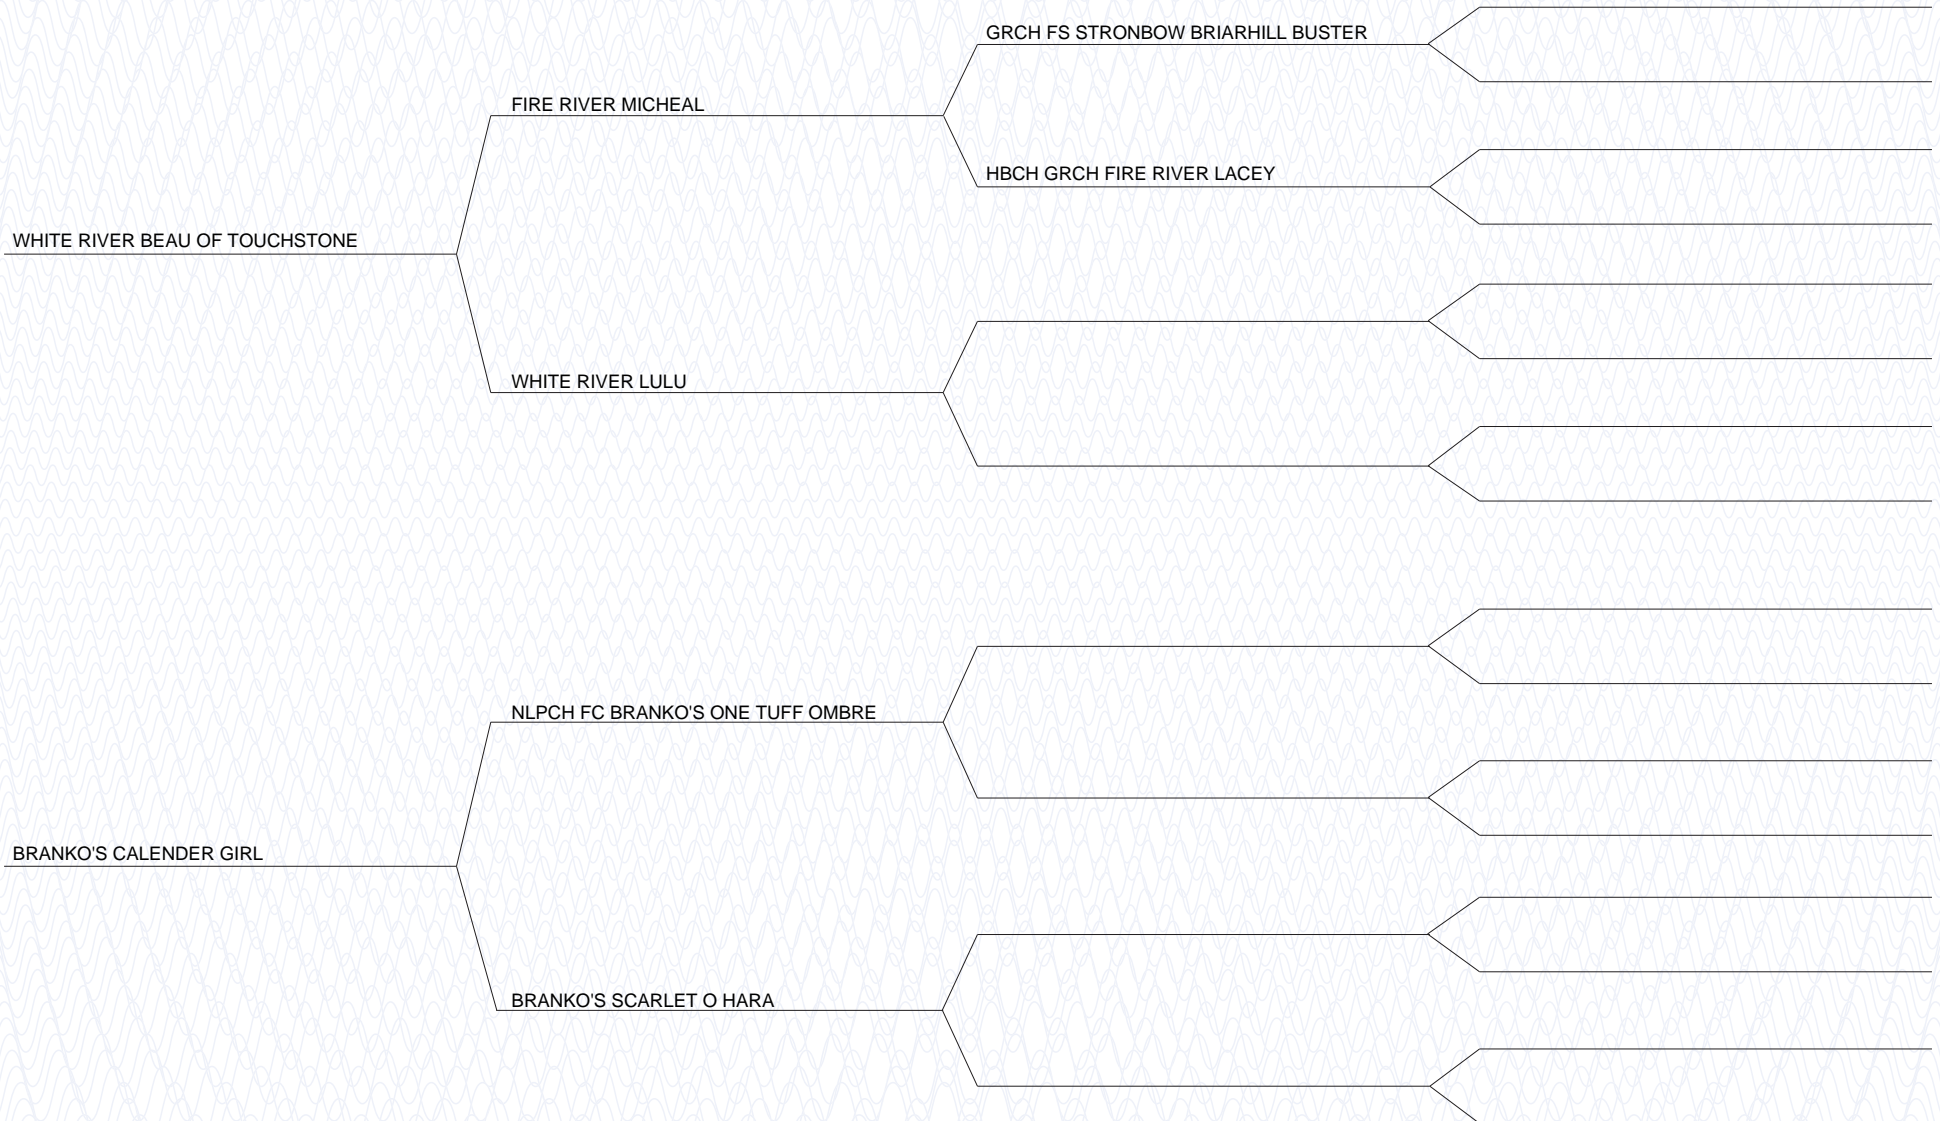 GRCH FS STRONBOW BRIARHILL BUSTER
FIRE RIVER MICHEAL
HBCH GRCH FIRE RIVER LACEY
WHITE RIVER BEAU OF TOUCHSTONE
WHITE RIVER LULU
NLPCH FC BRANKO'S ONE TUFF OMBRE
BRANKO'S CALENDER GIRL
BRANKO'S SCARLET O HARA